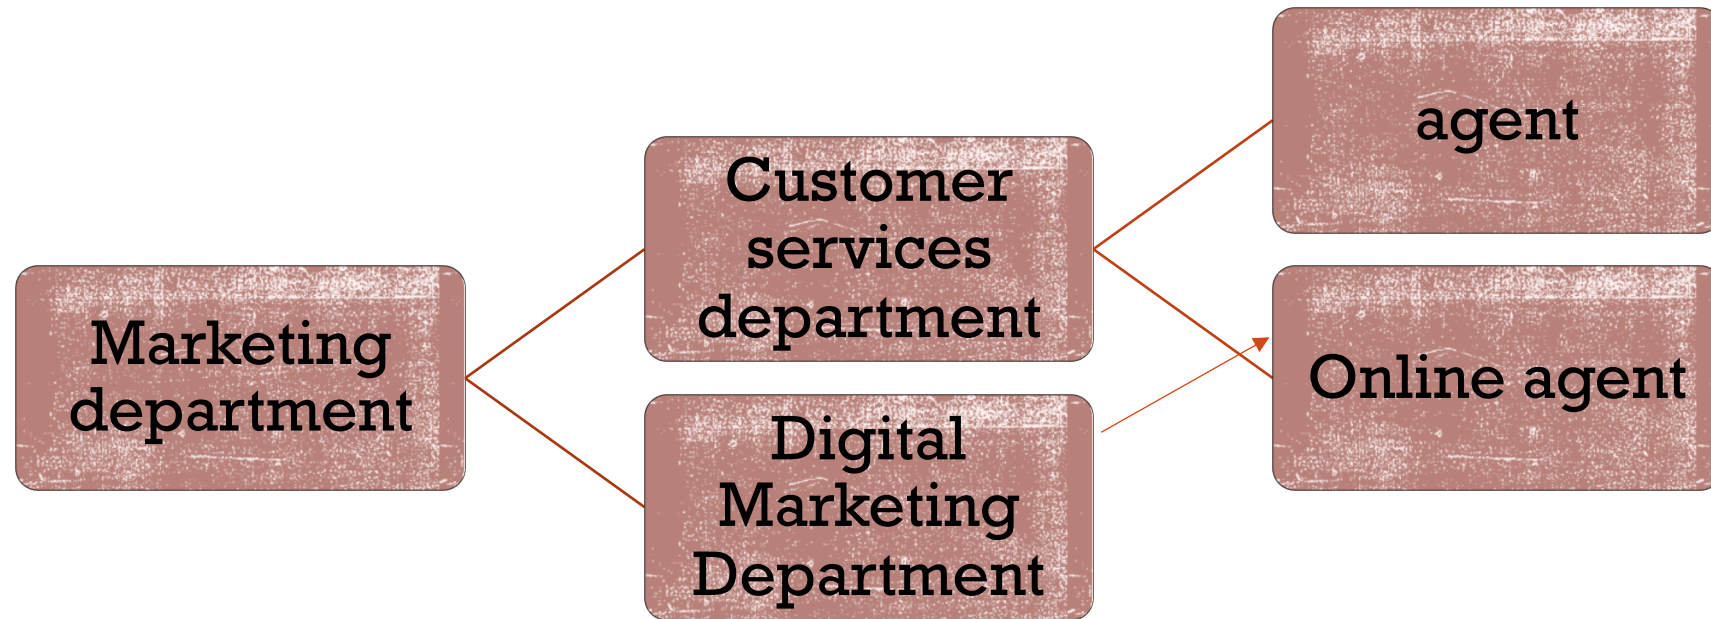 Marketing
department
Customer
services
department
Digital
Marketing
Department
agent
Online agent